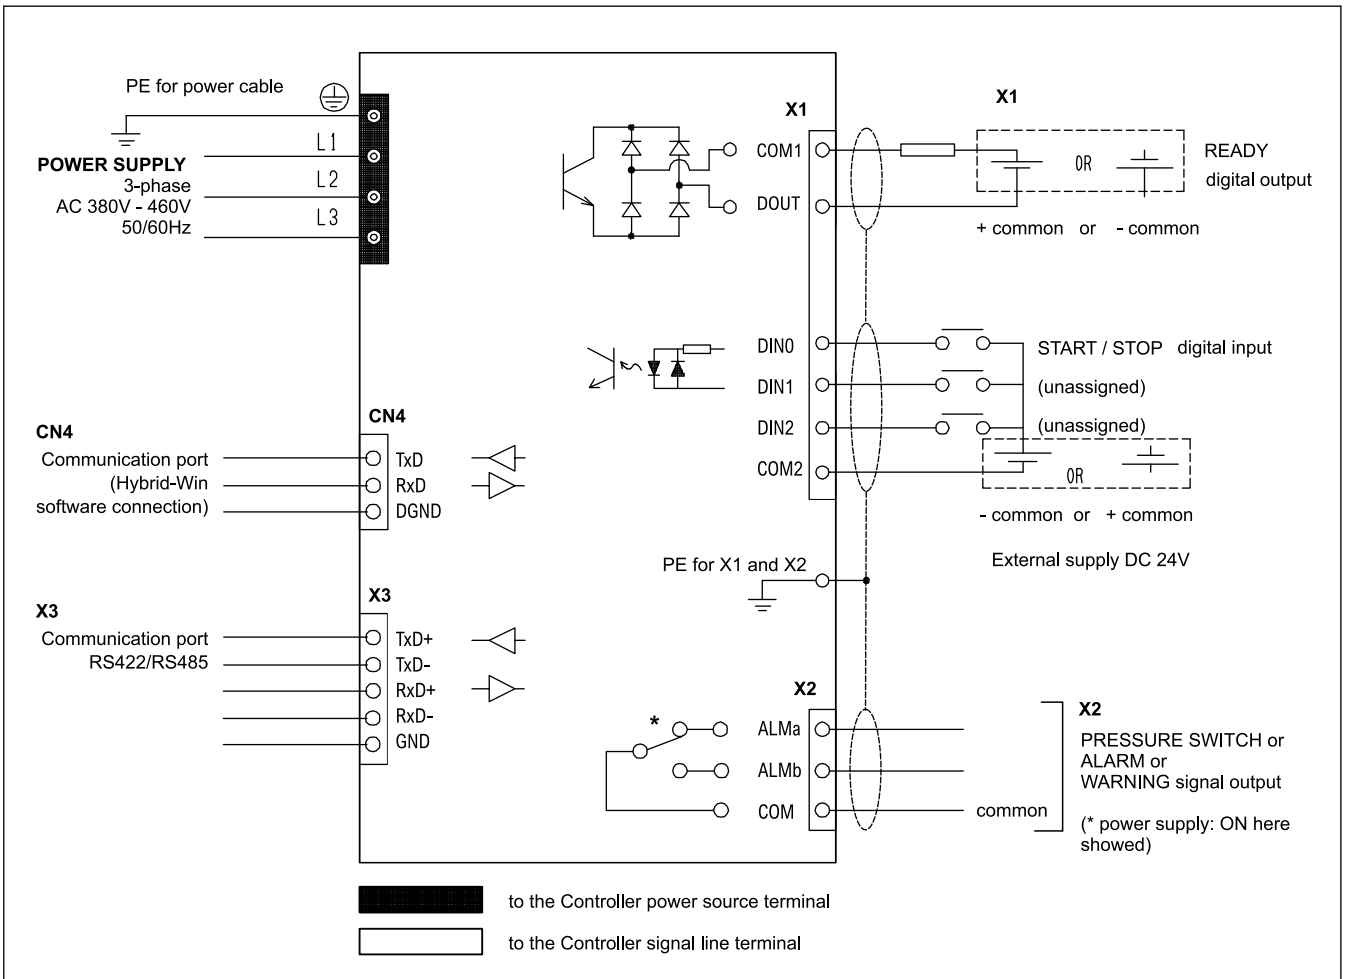 PE for power cable
L1
POWER SUPPLY
3-phase
L2
AC 380V - 460V
50/60Hz
L3
X1
X1
COM1
OR
READY
digital output
DOUT
+ common or - common
DIN0
START / STOP digital input
DIN1
(unassigned)
DIN2
(unassigned)
COM2
OR
- common or + common
External supply DC 24V
CN4
CN4
Communication port
(Hybrid-Win
software connection)
TxD
RxD
DGND
PE for X1 and X2
X3
X3
Communication port
RS422/RS485
TxD+
TxD-
RxD+
RxD-
GND
X2
*
ALMa
ALMb
COM
common
X2
PRESSURE SWITCH or
ALARM or
WARNING signal output
(* power supply: ON here
showed)
to the Controller power source terminal
to the Controller signal line terminal